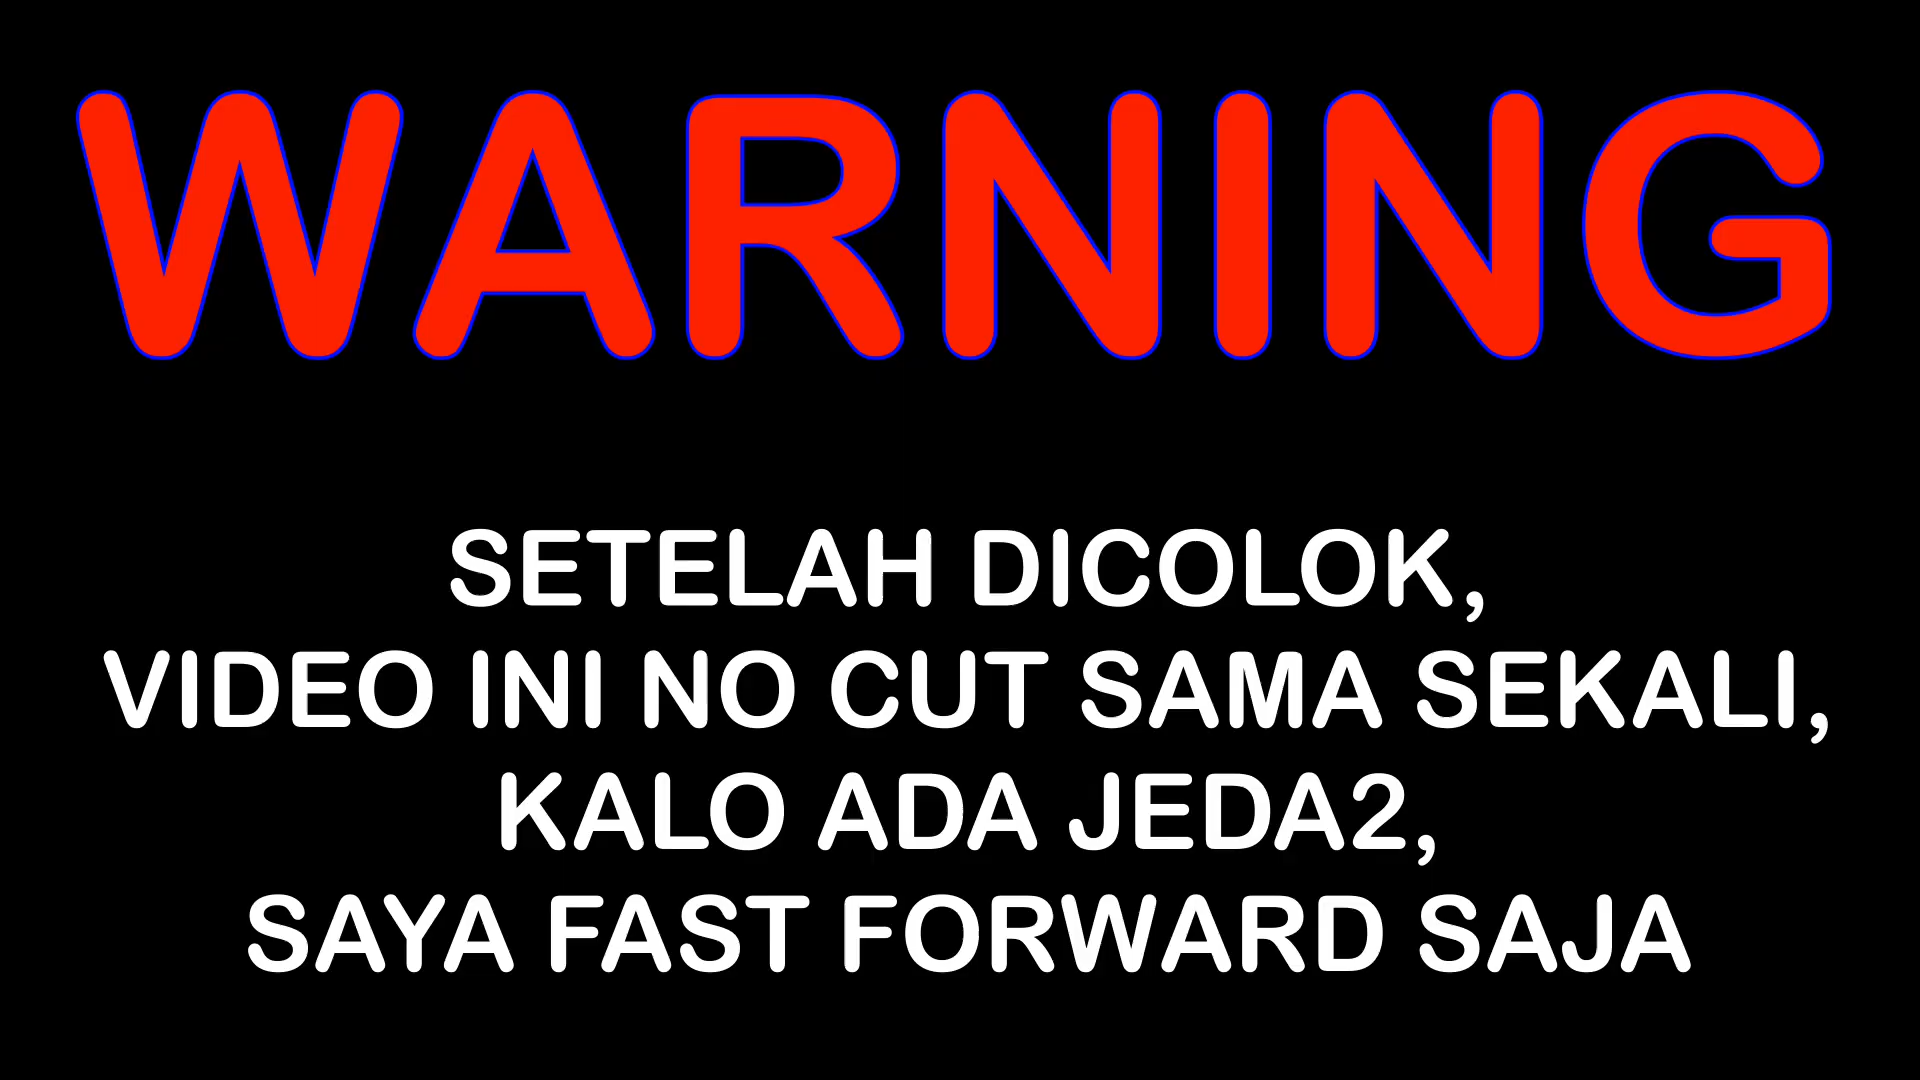 WARNING
SETELAH DICOLOK,
VIDEO INI NO CUT SAMA SEKALI,
KALO ADA JEDA2,
SAYA FAST FORWARD SAJA